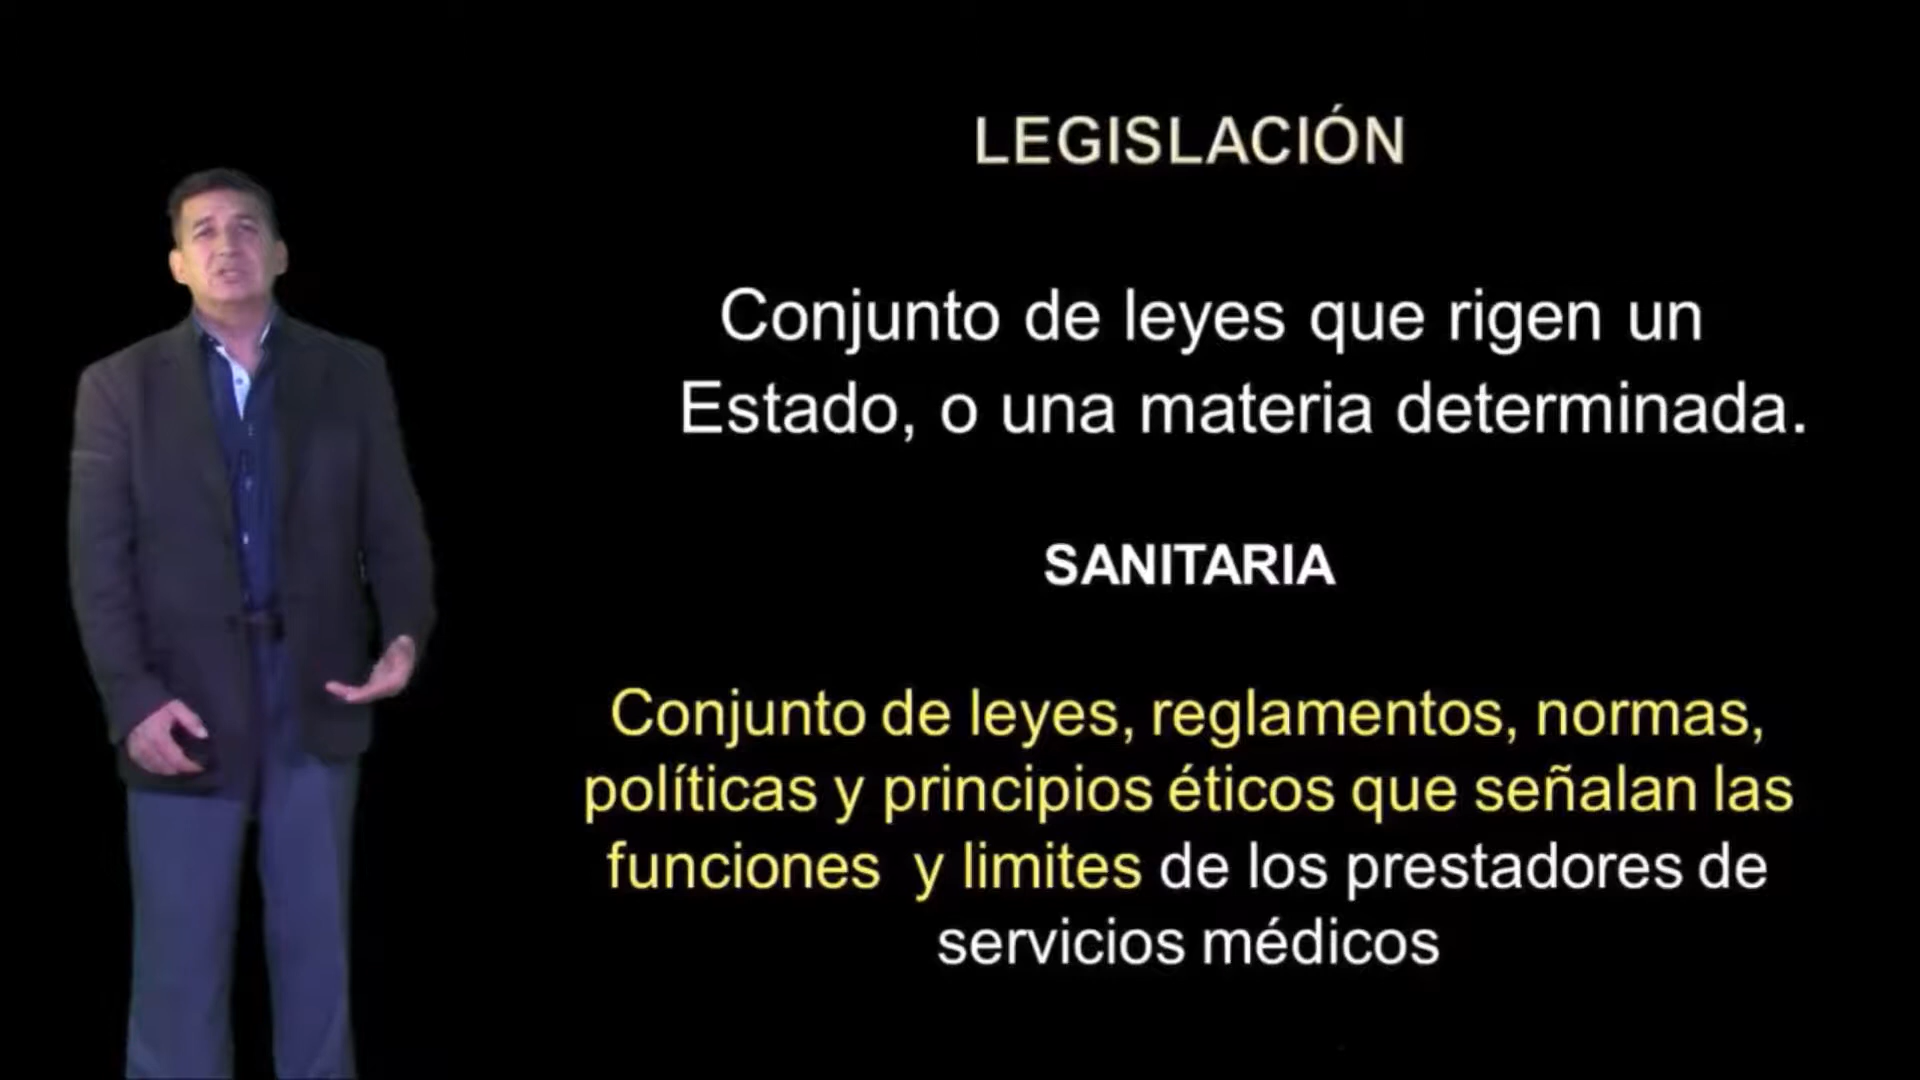 LEGISLACIÓN
Conjunto de leyes que rigen un
Estado, o una materia determinada.
SANITARIA
Conjunto de leyes, reglamentos, normas,
políticas y principios éticos que señalan las
funciones y limites de los prestadores de
servicios médicos